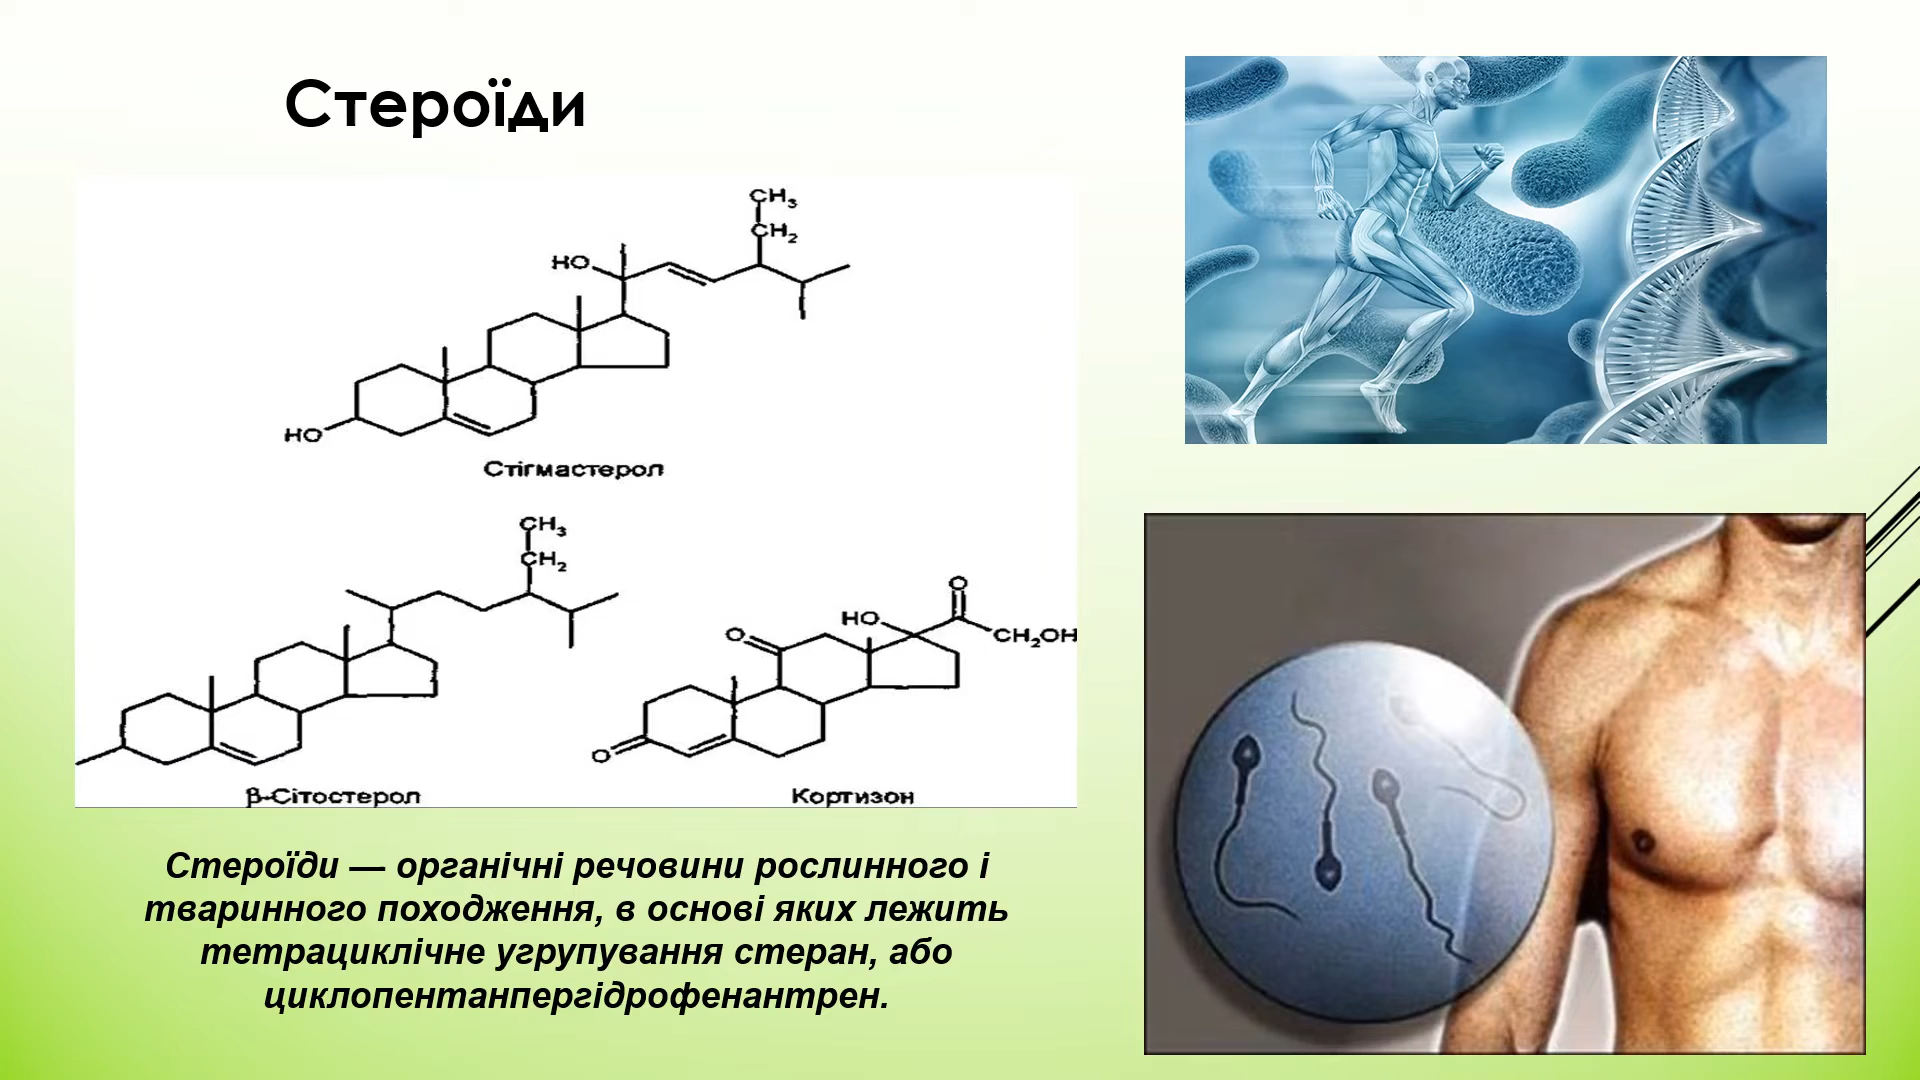 Стероїди
CH₃
CH₂
HO
HO
Стігмастерол
CH₃
CH₂
β-Сітостерол
O
HO
O
CH₂OH
O
Кортизон
Стероїди — органічні речовини рослинного і
тваринного походження, в основі яких лежить
тетрациклічне угрупування стеран, або
циклопентанпергідрофенантрен.